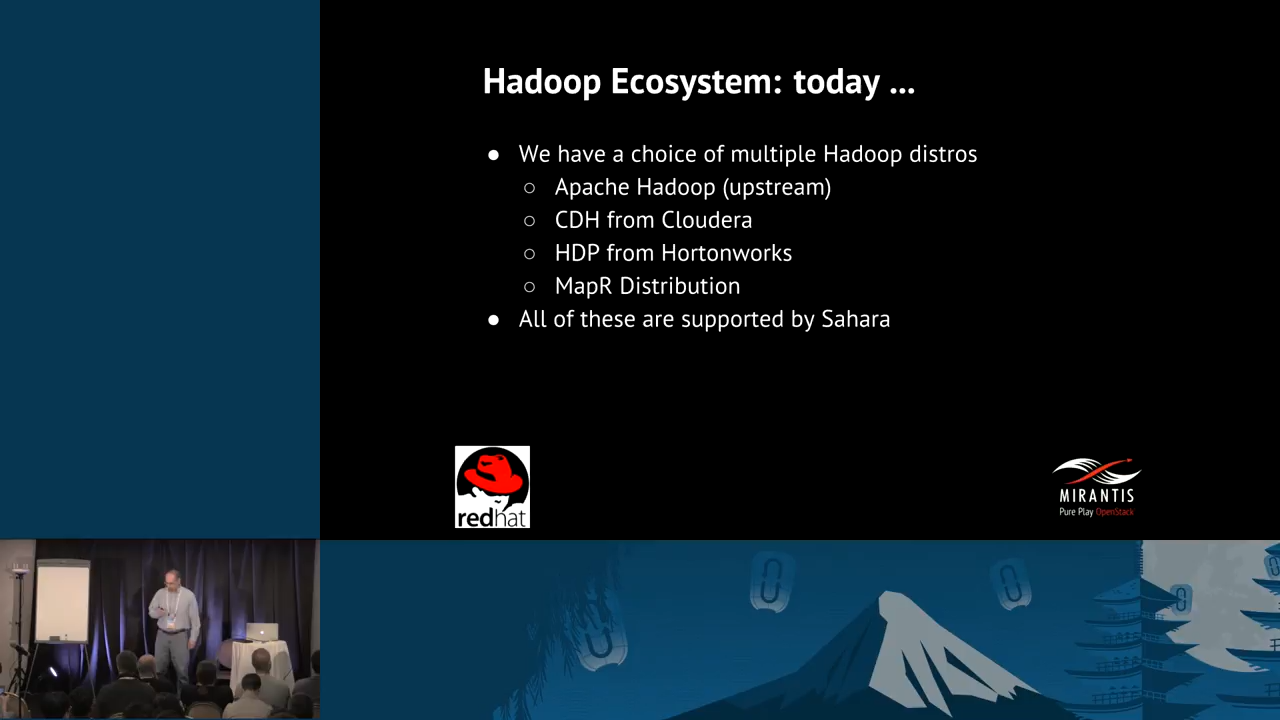 Hadoop Ecosystem: today ...
● We have a choice of multiple Hadoop distros
○ Apache Hadoop (upstream)
○ CDH from Cloudera
○ HDP from Hortonworks
○ MapR Distribution
● All of these are supported by Sahara
redhat
MIRANTIS
Pure Play OpenStack